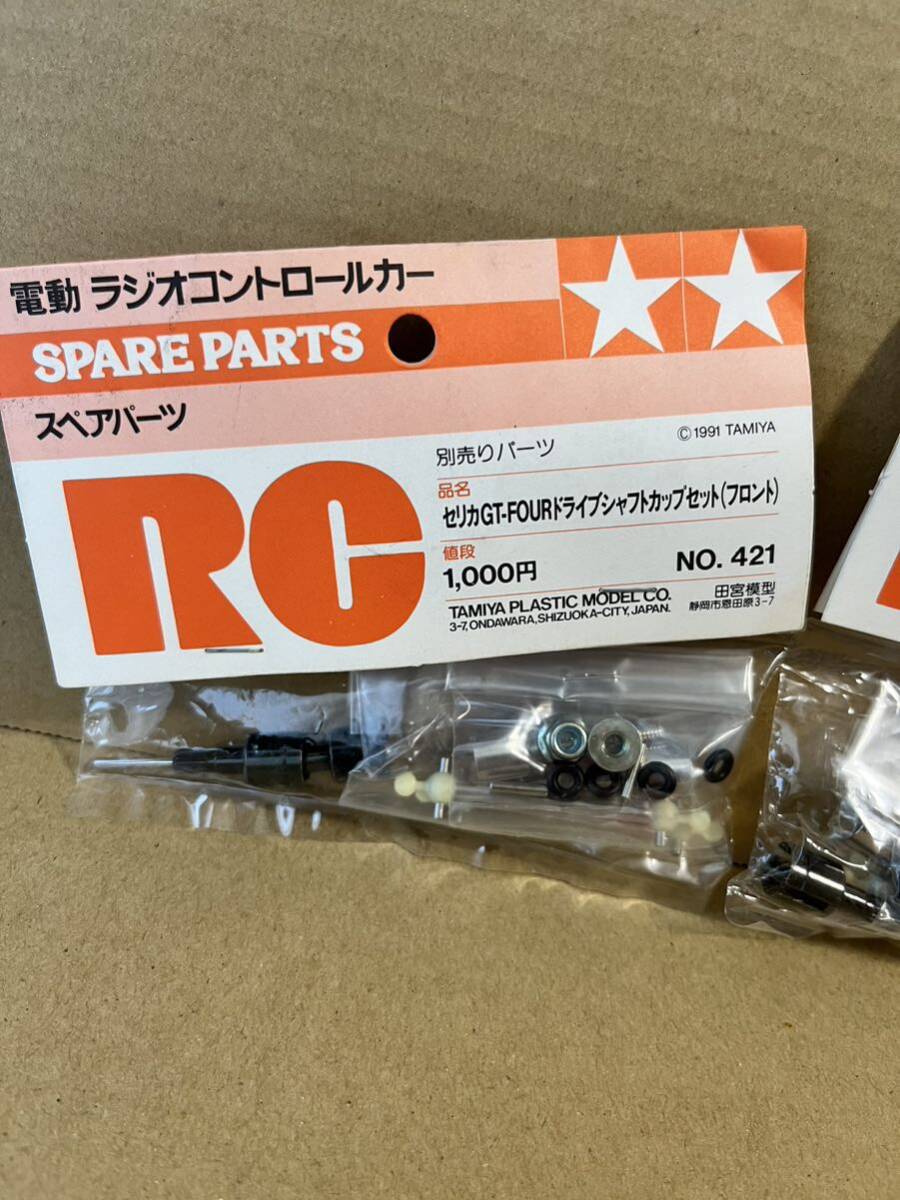 電動 ラジオコントロールカー
SPARE PARTS
スペアパーツ
© 1991 TAMIYA
RC
別売りパーツ
品名
セリカGT-FOURドライブシャフトカップセット(フロント)
値段
1,000円
NO. 421
TAMIYA PLASTIC MODEL CO.
3-7, ONDAWARA, SHIZUOKA-CITY, JAPAN.
田宮模型
静岡市恩田原3-7